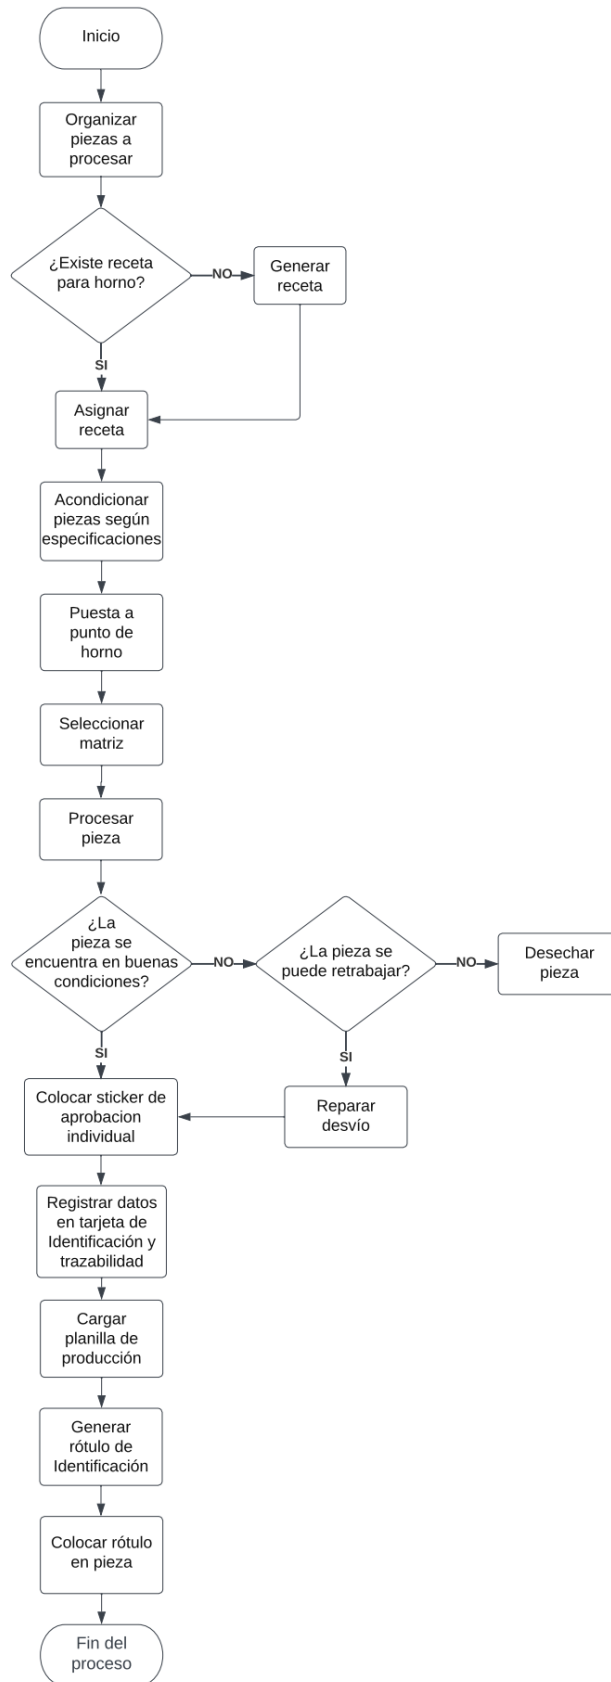 Inicio
Organizar
piezas a
procesar
¿Existe receta
para horno?
NO
Generar
receta
SI
Asignar
receta
Acondicionar
piezas según
especificaciones
Puesta a
punto de
horno
Seleccionar
matriz
Procesar
pieza
¿La
pieza se
encuentra en buenas
condiciones?
NO
¿La pieza se
puede retrabajar?
NO
Desechar
pieza
SI
SI
Colocar sticker de
aprobacion
individual
Reparar
desvío
Registrar datos
en tarjeta de
Identificación y
trazabilidad
Cargar
planilla de
producción
Generar
rótulo de
Identificación
Colocar rótulo
en pieza
Fin del
proceso